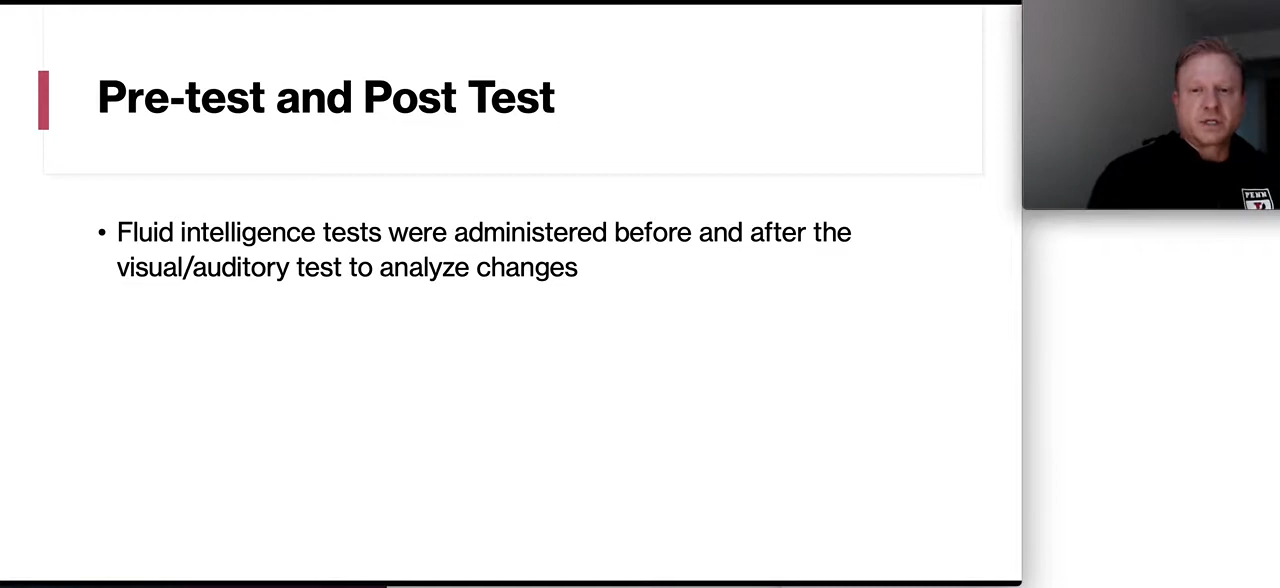 Pre-test and Post Test
• Fluid intelligence tests were administered before and after the
visual/auditory test to analyze changes
PENN